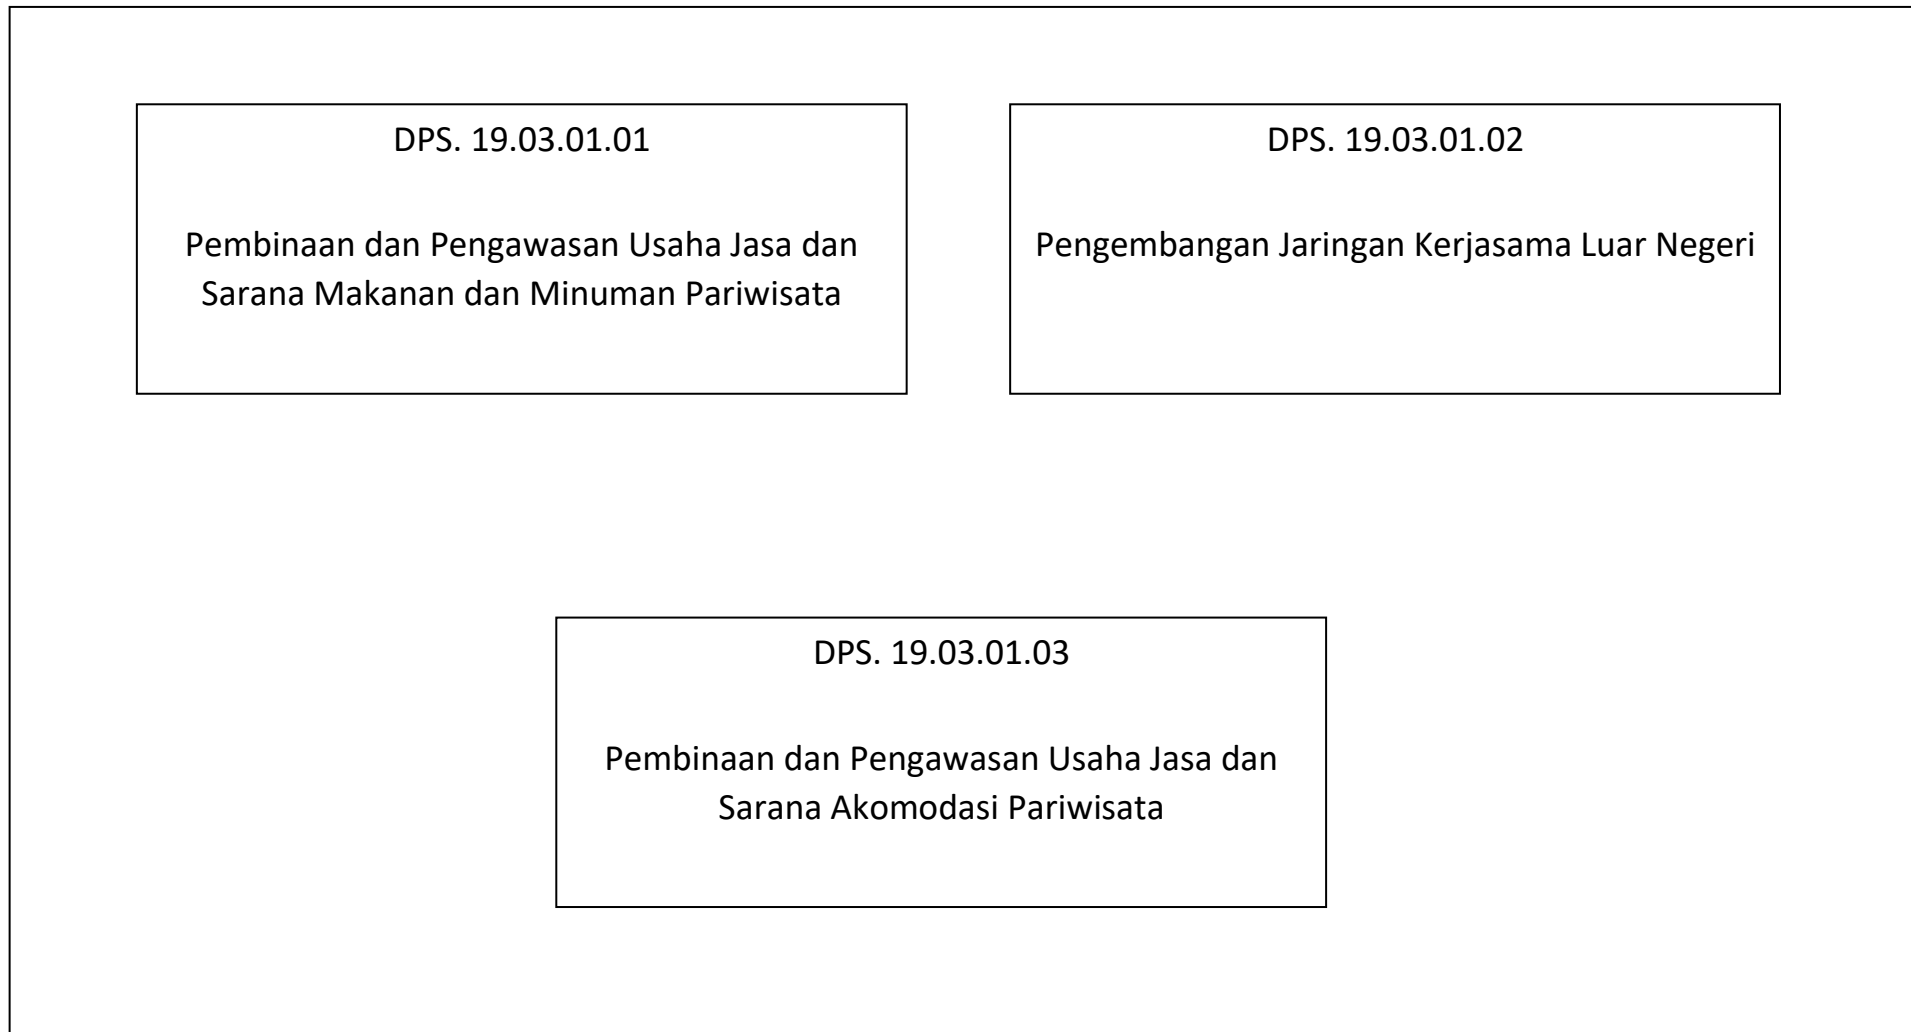 DPS. 19.03.01.01
Pembinaan dan Pengawasan Usaha Jasa dan
Sarana Makanan dan Minuman Pariwisata
DPS. 19.03.01.02
Pengembangan Jaringan Kerjasama Luar Negeri
DPS. 19.03.01.03
Pembinaan dan Pengawasan Usaha Jasa dan
Sarana Akomodasi Pariwisata